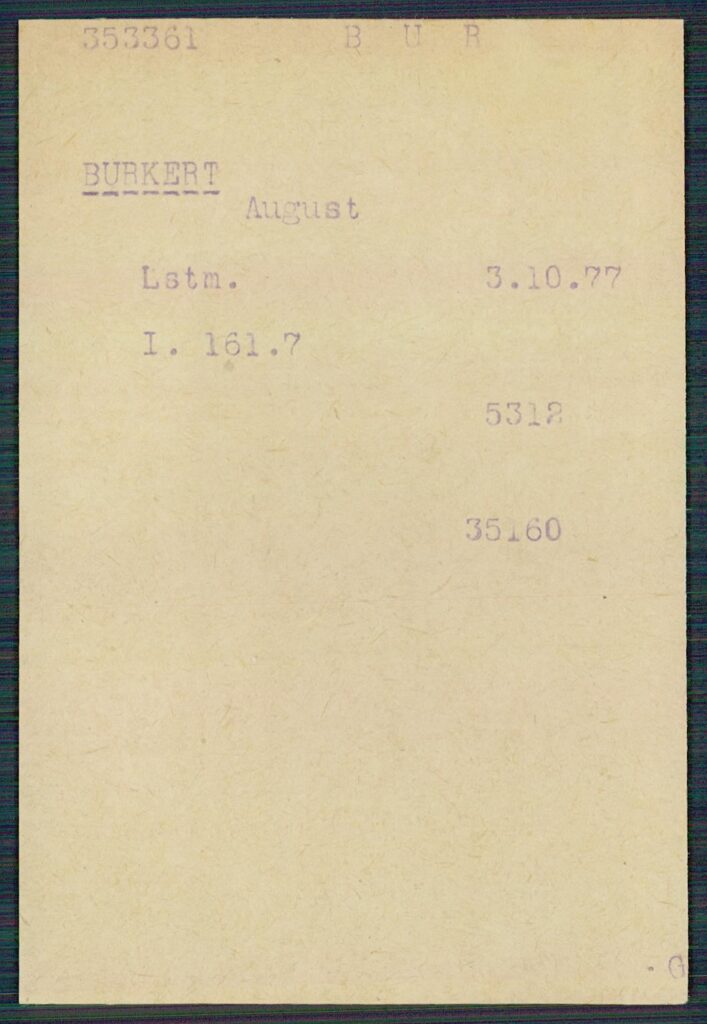 353361 B U R
BURKERT
August
Lstm. 3.10.77
I. 161.7
5312
35160
. G